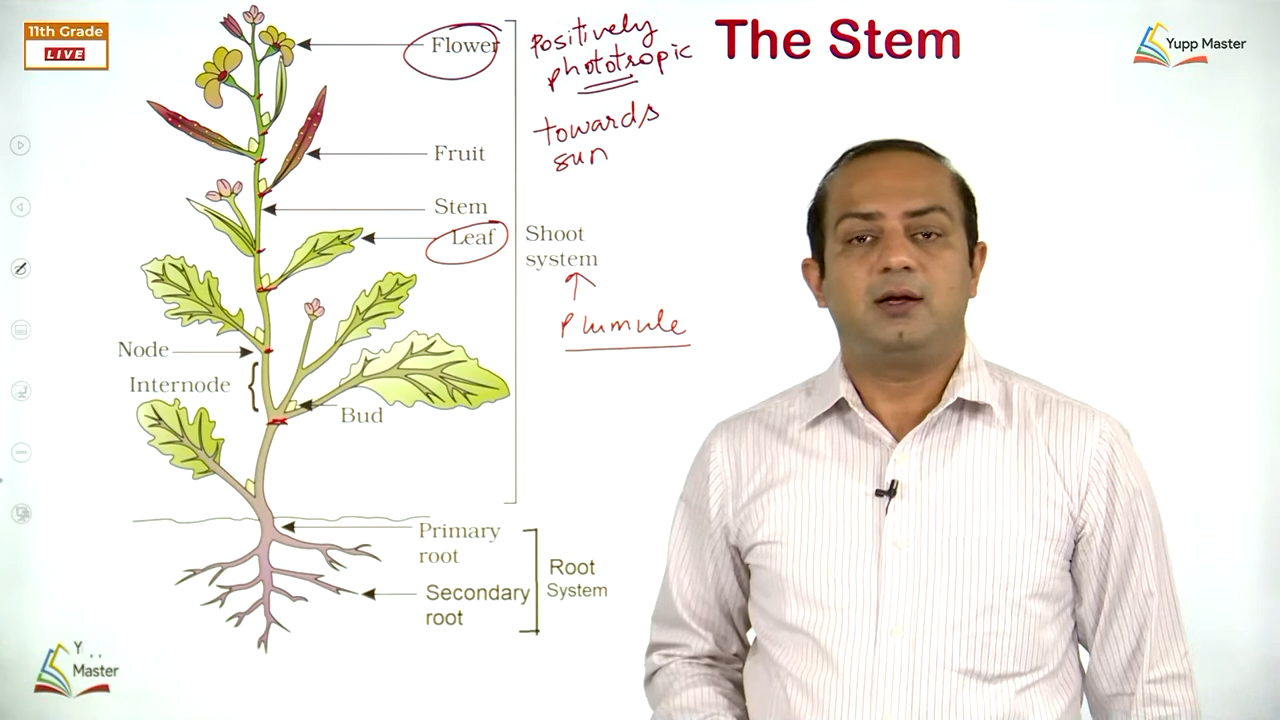 11th Grade
LIVE
The Stem
Yupp Master
Flower
Positively
phototropic
towards
sun
Fruit
Stem
Leaf
Shoot
system
Plumule
Node
Internode
Bud
Primary
root
Secondary
root
Root
System
Y
Master